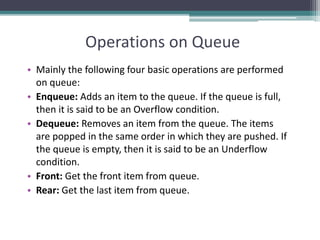 Operations on Queue
• Mainly the following four basic operations are performed
on queue:
• Enqueue: Adds an item to the queue. If the queue is full,
then it is said to be an Overflow condition.
• Dequeue: Removes an item from the queue. The items
are popped in the same order in which they are pushed. If
the queue is empty, then it is said to be an Underflow
condition.
• Front: Get the front item from queue.
• Rear: Get the last item from queue.